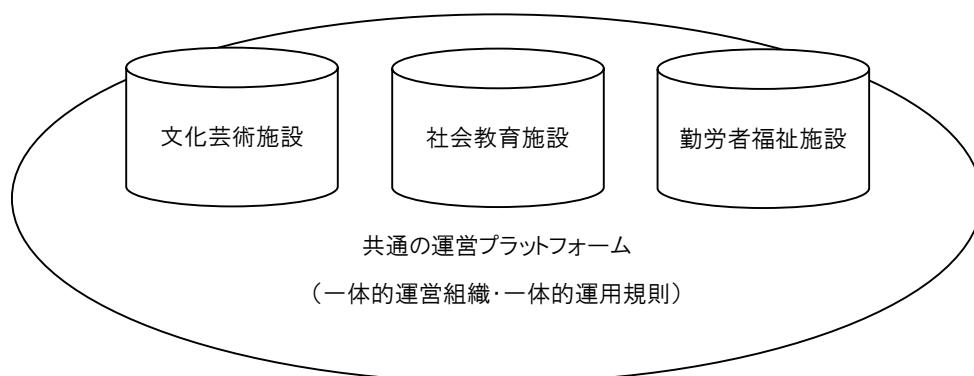 文化芸術施設
社会教育施設
勤労者福祉施設
共通の運営プラットフォーム
（一体的運営組織・一体的運用規則）